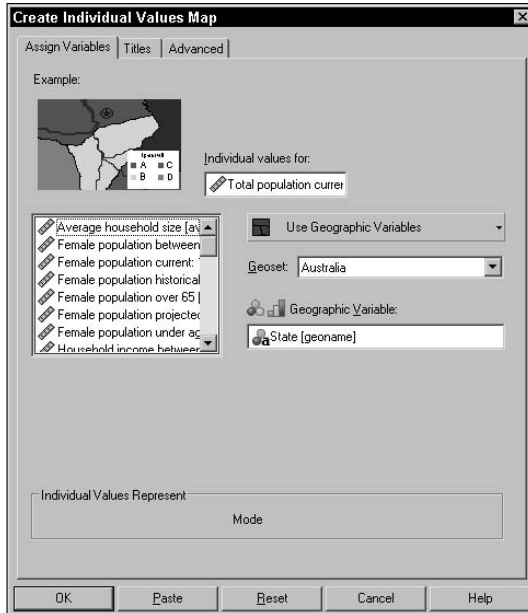 Create Individual Values Map
Assign Variables
Titles
Advanced
Example:
A
C
B
D
Individual values for:
Total population curren
Average household size [av
Female population between
Female population current:
Female population historical
Female population over 65 [
Female population projected
Female population under ag
Household income between
Use Geographic Variables
Geoset:
Australia
Geographic Variable:
State [geoname]
Individual Values Represent
Mode
OK
Paste
Reset
Cancel
Help